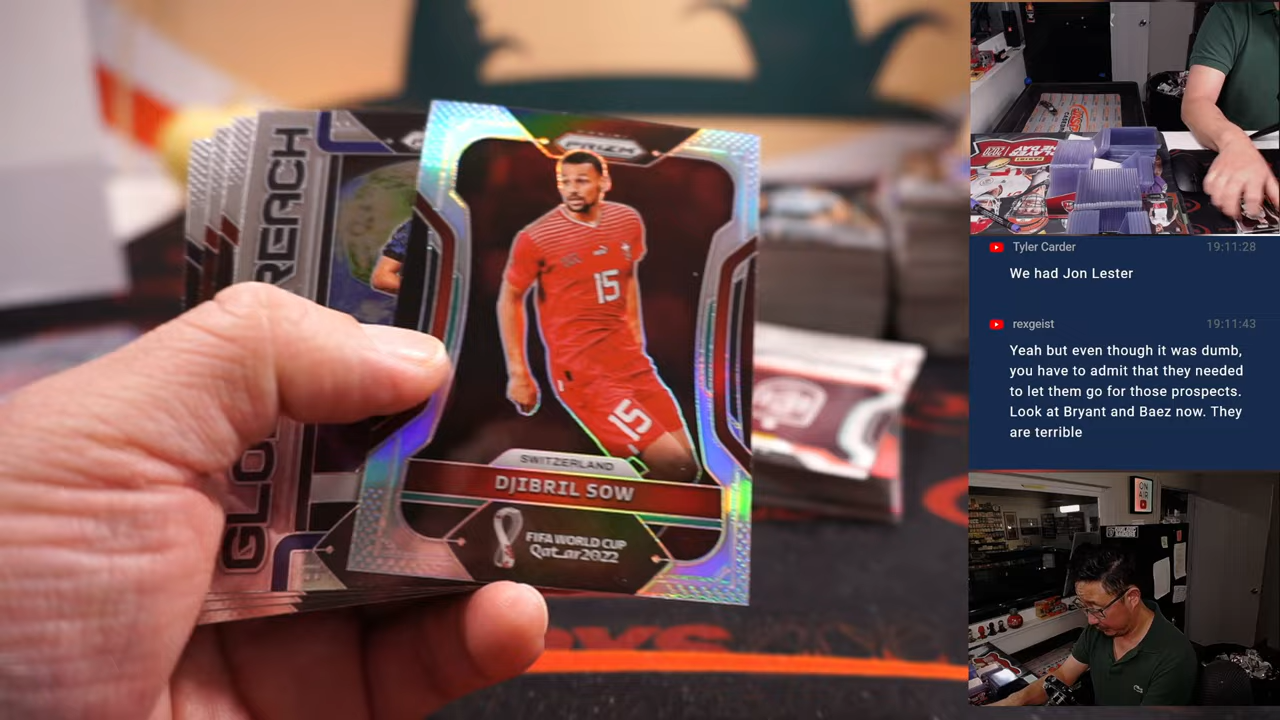 PRIZM
15
15
SWITZERLAND
DJIBRIL SOW
FIFA WORLD CUP
Qatar2022
GLO
REACH
Tyler Carder 19:11:28
We had Jon Lester
rexgeist 19:11:43
Yeah but even though it was dumb,
you have to admit that they needed
to let them go for those prospects.
Look at Bryant and Baez now. They
are terrible
ON
AIR
PLAYER